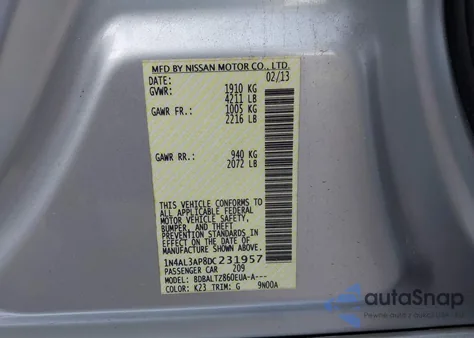 MFD BY NISSAN MOTOR CO., LTD.
DATE: 02/13
GVWR: 1910 KG
4211 LB
GAWR FR: 1005 KG
2216 LB
GAWR RR: 940 KG
2072 LB
THIS VEHICLE CONFORMS TO
ALL APPLICABLE FEDERAL
MOTOR VEHICLE SAFETY,
BUMPER, AND THEFT
PREVENTION STANDARDS IN
EFFECT ON THE DATE OF
MANUFACTURE SHOWN ABOVE.
1N4AL3AP8DC231957
PASSENGER CAR 209
MODEL: BDBALTZ860EUA-A---
COLOR: K23 TRIM: G 9N00A
autoSnap